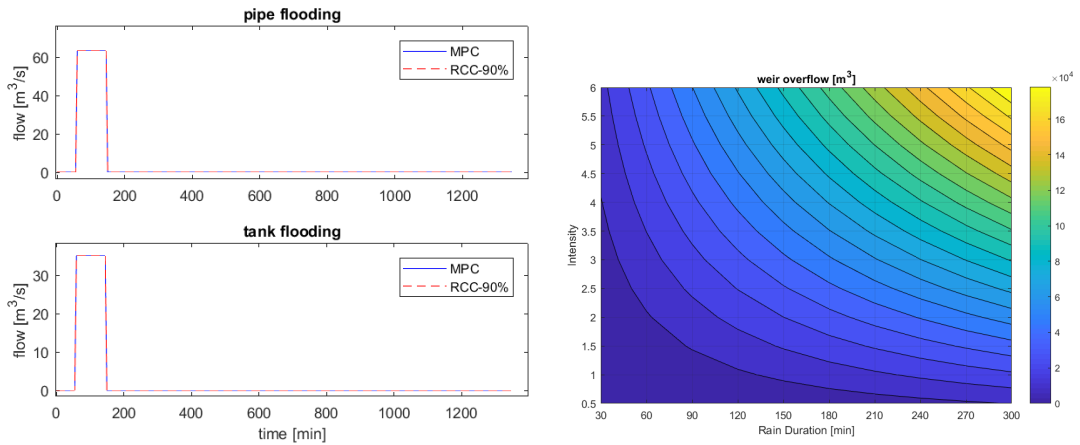 pipe flooding
flow [m³/s]
60
40
20
0
MPC
RCC-90%
0 200 400 600 800 1000 1200
tank flooding
flow [m³/s]
30
20
10
0
MPC
RCC-90%
0 200 400 600 800 1000 1200
time [min]
weir overflow [m³]
Intensity
6
5.5
5
4.5
4
3.5
3
2.5
2
1.5
1
0.5
30 60 90 120 150 180 210 240 270 300
Rain Duration [min]
×10⁴
16
14
12
10
8
6
4
2
0